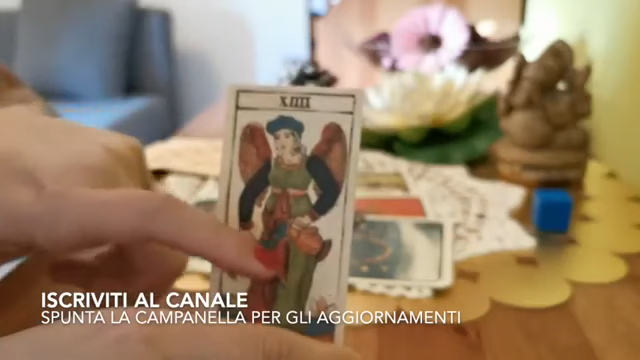 XIIII
ISCRIVITI AL CANALE
SPUNTA LA CAMPANELLA PER GLI AGGIORNAMENTI